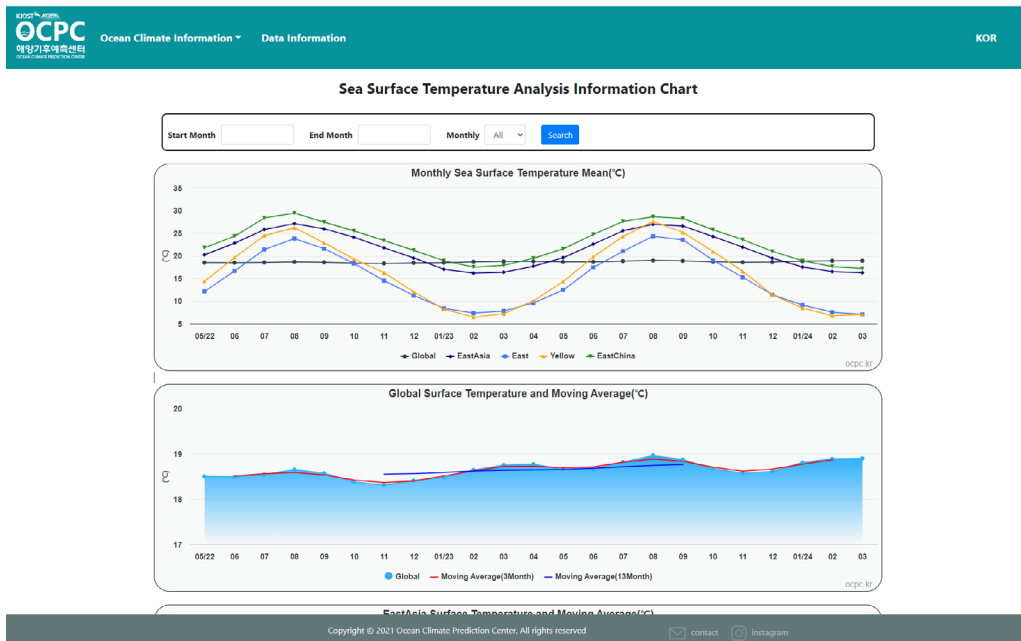 KIOST
OCPC
해양기후예측센터
OCEAN CLIMATE PREDICTION CENTER
Ocean Climate Information
Data Information
KOR
Sea Surface Temperature Analysis Information Chart
Start Month
End Month
Monthly All
Search
Monthly Sea Surface Temperature Mean(℃)
35
30
25
20
15
10
5
(℃)
05/22 06 07 08 09 10 11 12 01/23 02 03 04 05 06 07 08 09 10 11 12 01/24 02 03
Global EastAsia East Yellow EastChina
ocpc.kr
Global Surface Temperature and Moving Average(℃)
20
19
18
17
(℃)
05/22 06 07 08 09 10 11 12 01/23 02 03 04 05 06 07 08 09 10 11 12 01/24 02 03
Global Moving Average(3Month) Moving Average(13Month)
ocpc.kr
EastAsia Surface Temperature and Moving Average(℃)
Copyright © 2021 Ocean Climate Prediction Center, All rights reserved
contact
Instagram